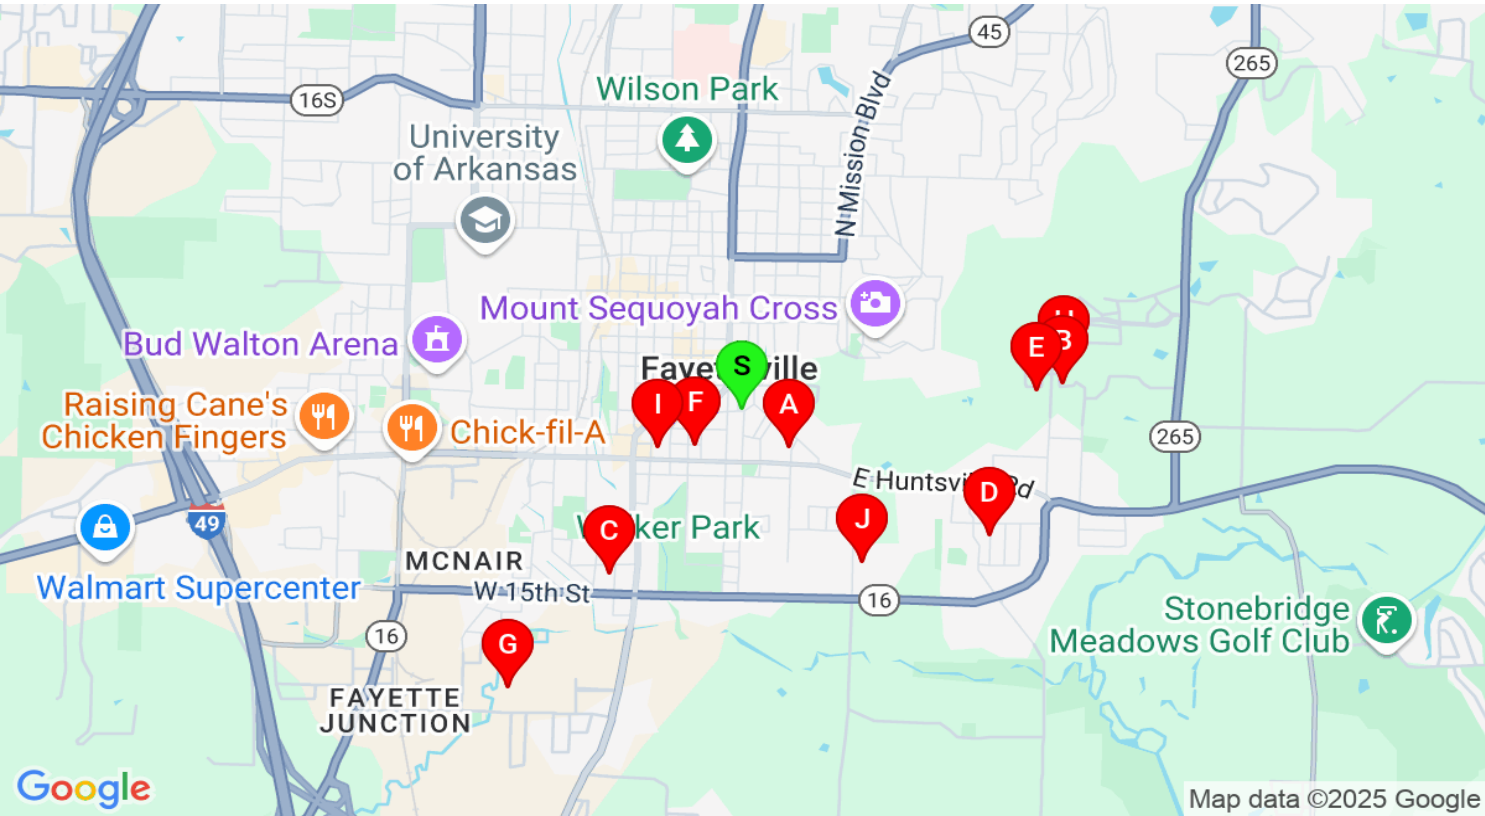 45
265
16S
Wilson Park
N Mission Blvd
University
of Arkansas
Mount Sequoyah Cross
Bud Walton Arena
B
E
S
Raising Cane's
Chicken Fingers
I
F
A
Chick-fil-A
265
E
D
Rd
49
C
J
Park
MCNAIR
Walmart Supercenter
W 15th St
16
Stonebridge
Meadows Golf Club
16
G
FAYETTE
JUNCTION
Google
Map data ©2025 Google